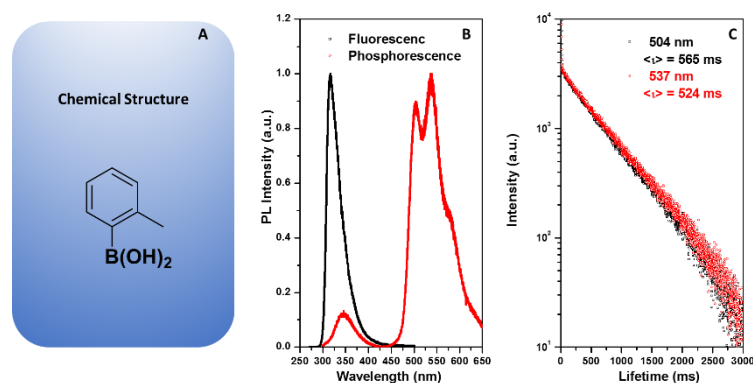 A
Chemical Structure
B(OH)2
B
Fluorescenc
Phosphorescence
PL Intensity (a.u.)
1.2
1.0
0.8
0.6
0.4
0.2
0.0
250 300 350 400 450 500 550 600 650
Wavelength (nm)
C
504 nm
<τ> = 565 ms
537 nm
<τ> = 524 ms
Intensity (a.u.)
10^4
10^3
10^2
10^1
0 500 1000 1500 2000 2500 3000
Lifetime (ms)